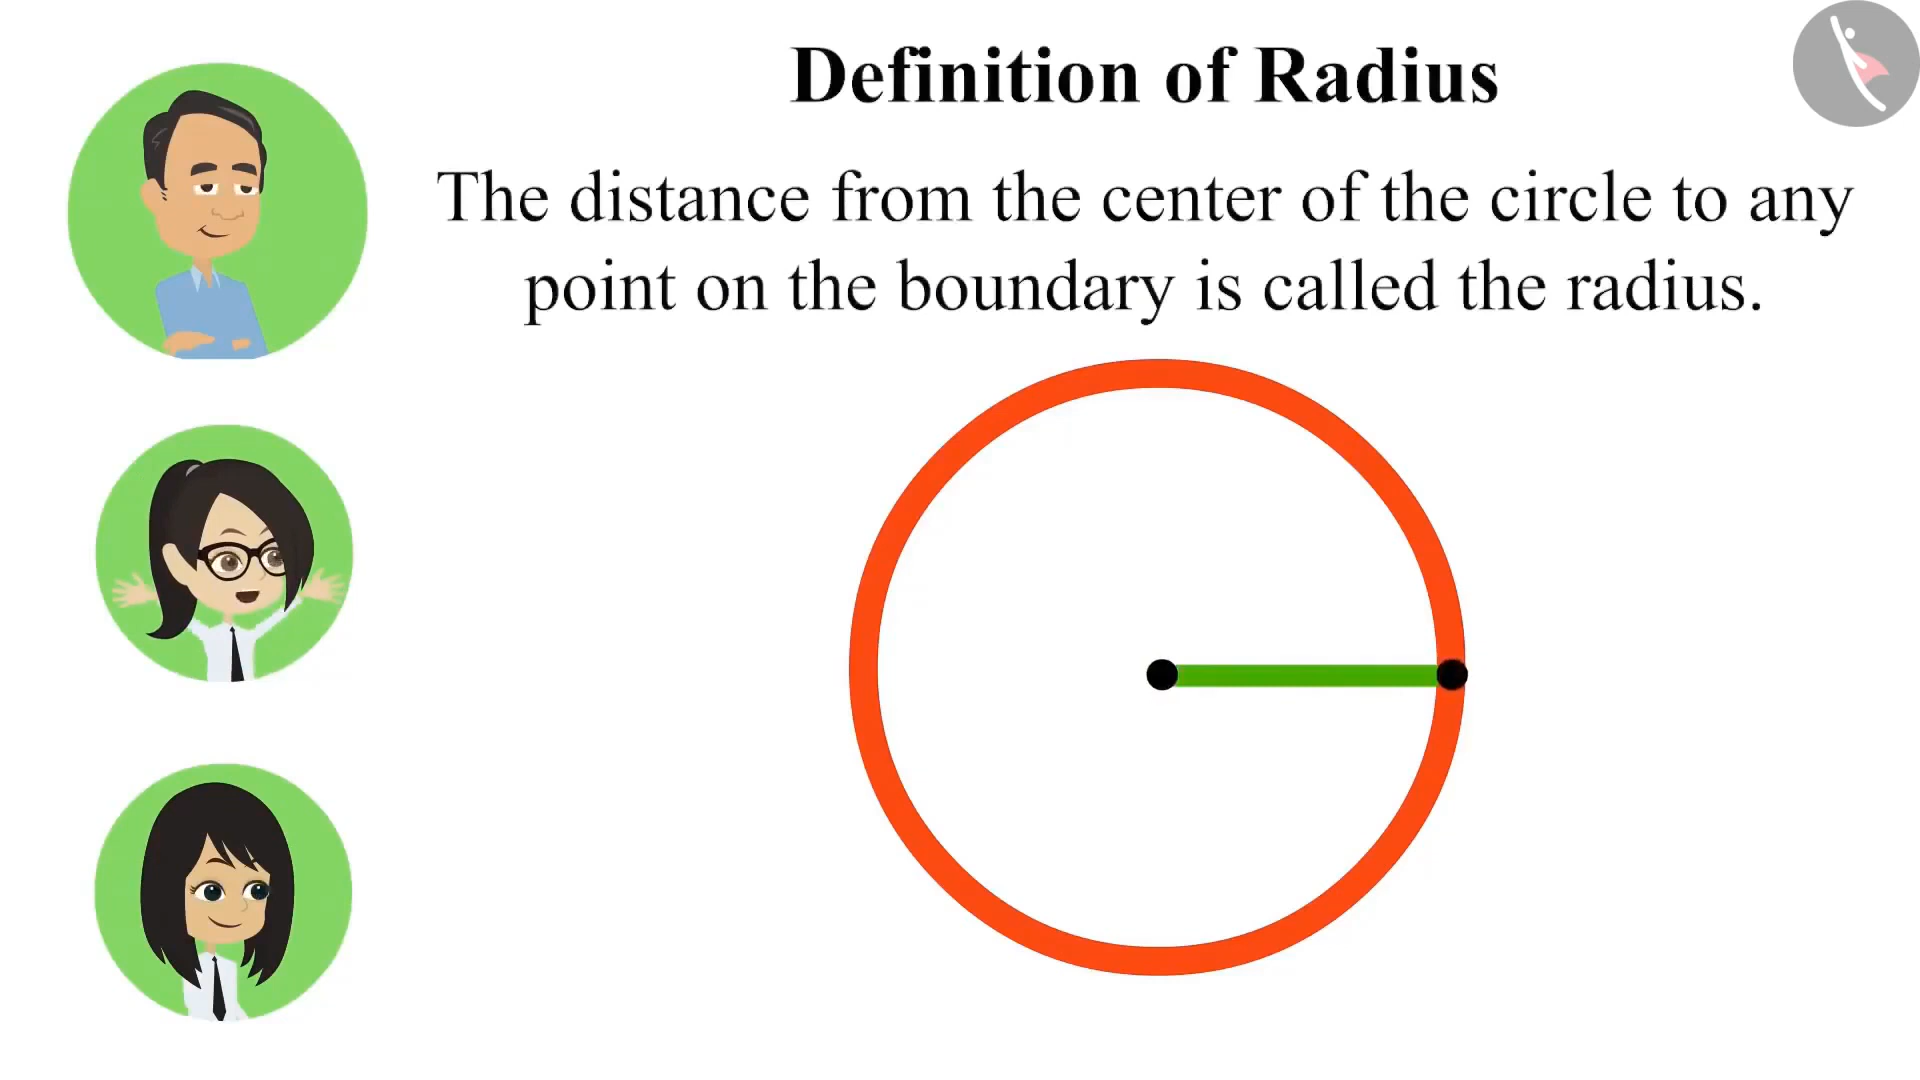 Definition of Radius
The distance from the center of the circle to any
point on the boundary is called the radius.